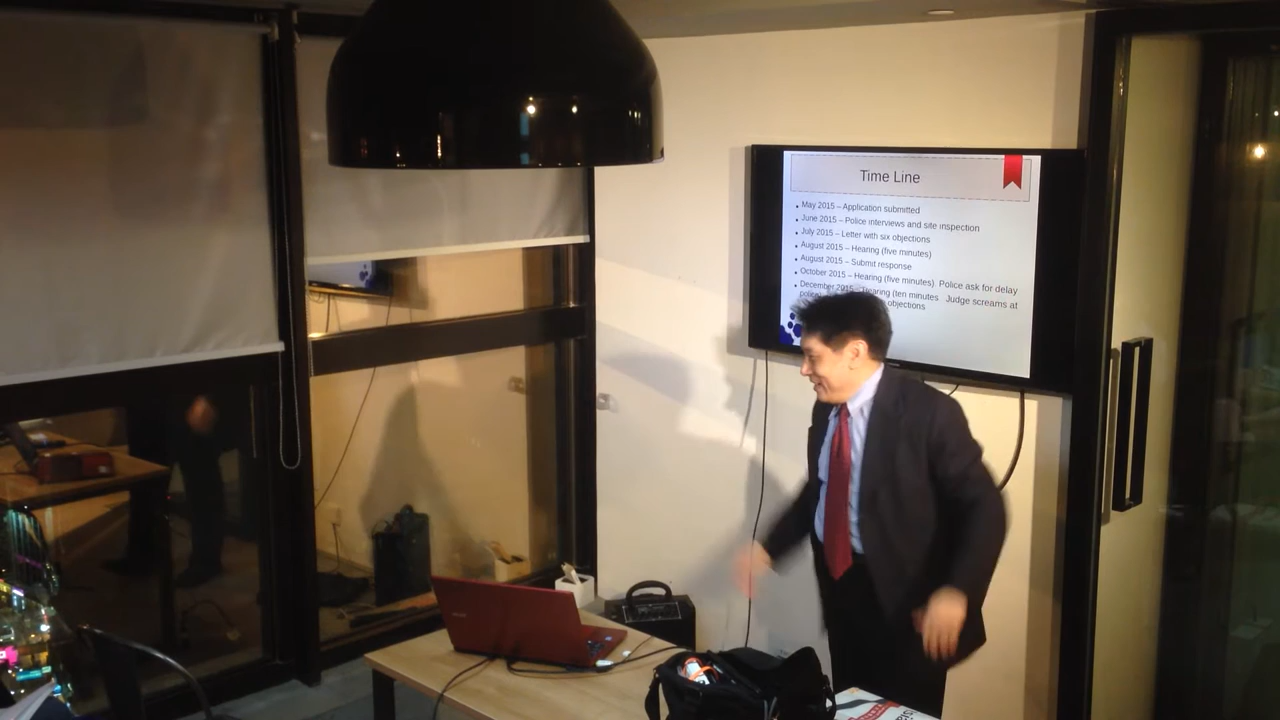 Time Line
• May 2015 – Application submitted
• June 2015 – Police interviews and site inspection
• July 2015 – Letter with six objections
• August 2015 – Hearing (five minutes)
• August 2015 – Submit response
• October 2015 – Hearing (five minutes). Police ask for delay
• December 2015 – Hearing (ten minutes. Judge screams at
objections